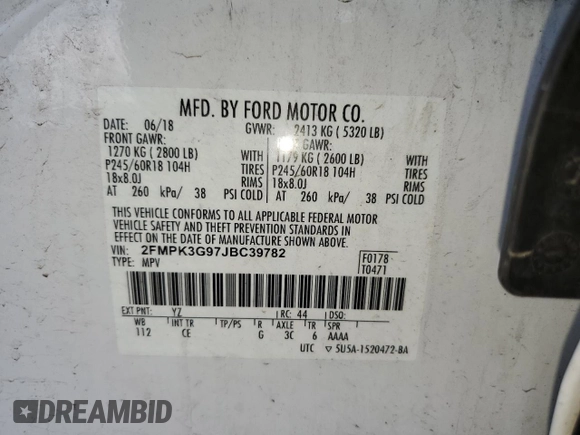 MFD. BY FORD MOTOR CO.
DATE: 06/18 GVWR: 2413 KG ( 5320 LB)
FRONT GAWR: GAWR:
1270 KG ( 2800 LB) WITH 1179 KG ( 2600 LB) WITH
P245/60R18 104H TIRES P245/60R18 104H TIRES
18x8.0J RIMS 18x8.0J RIMS
AT 260 kPa/ 38 PSI COLD AT 260 kPa/ 38 PSI COLD
THIS VEHICLE CONFORMS TO ALL APPLICABLE FEDERAL MOTOR
VEHICLE SAFETY AND THEFT PREVENTION STANDARDS IN
EFFECT ON THE DATE OF MANUFACTURE SHOWN ABOVE.
VIN: 2FMPK3G97JBC39782 F0178
TYPE: MPV T0471
EXT PNT: YZ RC: 44 DSO:
WB INT TR TP/PS R AXLE TR SPR
112 CE G 3C 6 AAAA
UTC ▽ 5U5A-1520472-BA
DREAMBID